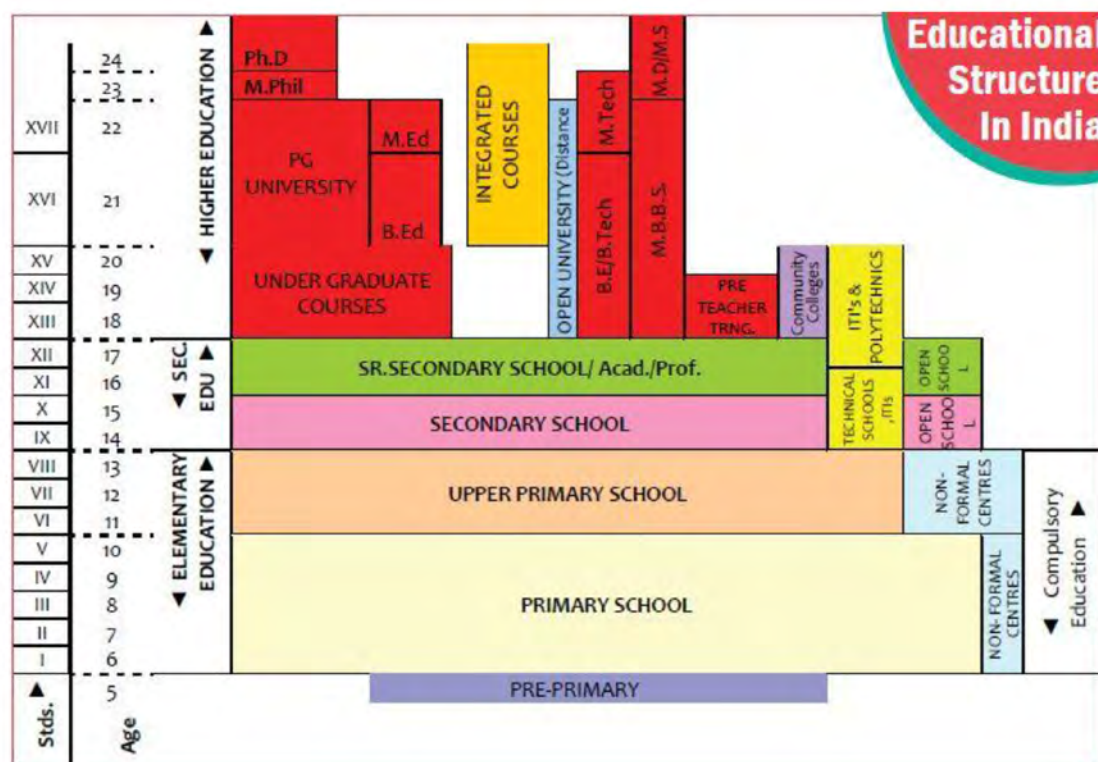 Educational
Structure
In India
HIGHER EDUCATION
24
Ph.D
23
M.Phil
XVII
22
M.Ed
PG
UNIVERSITY
XVI
21
B.Ed
INTEGRATED
COURSES
OPEN UNIVERSITY (Distance
M.Tech
B.E/B.Tech
M.D/M.S
M.B.B.S.
XV
20
XIV
19
XIII
18
UNDER GRADUATE
COURSES
PRE
TEACHER
TRNG.
Community
Colleges
ITI's &
POLYTECHNICS
SEC.
EDU
XII
17
XI
16
SR.SECONDARY SCHOOL/ Acad./Prof.
OPEN
SCHOO
L
X
15
IX
14
SECONDARY SCHOOL
TECHNICAL
SCHOOLS
,ITIs
OPEN
SCHOO
L
ELEMENTARY
EDUCATION
VIII
13
VII
12
VI
11
UPPER PRIMARY SCHOOL
NON-
FORMAL
CENTRES
Compulsory
Education
V
10
IV
9
III
8
II
7
I
6
PRIMARY SCHOOL
NON- FORMAL
CENTRES
5
PRE-PRIMARY
Stds.
Age